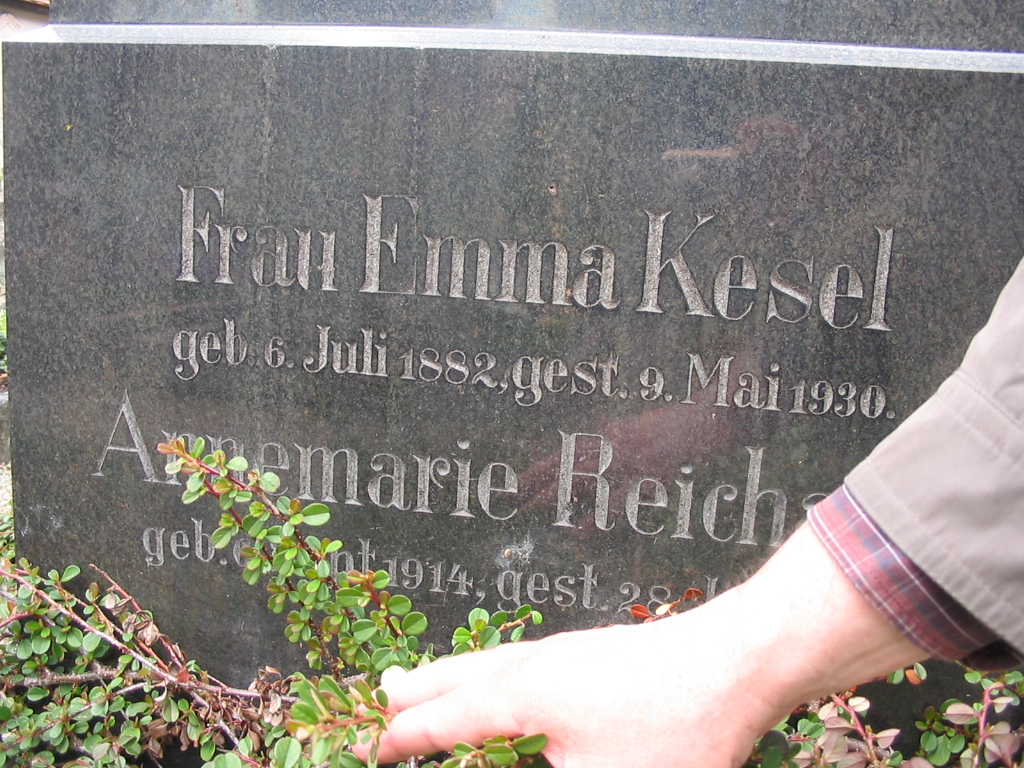 Frau Emma Kesel
geb. 6. Juli 1882, gest. 9. Mai 1930.
Annemarie Reich
geb. 1914, gest. 28.